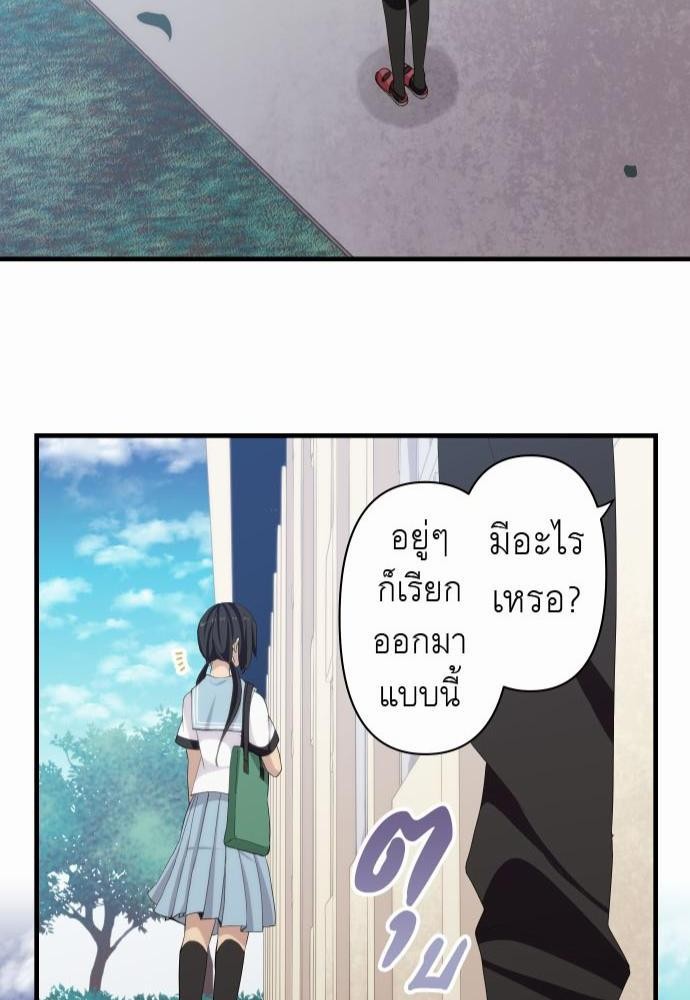 มีอะไร
เหรอ?
อยู่ๆ
ก็เรียก
ออกมา
แบบนี้
ตุบ